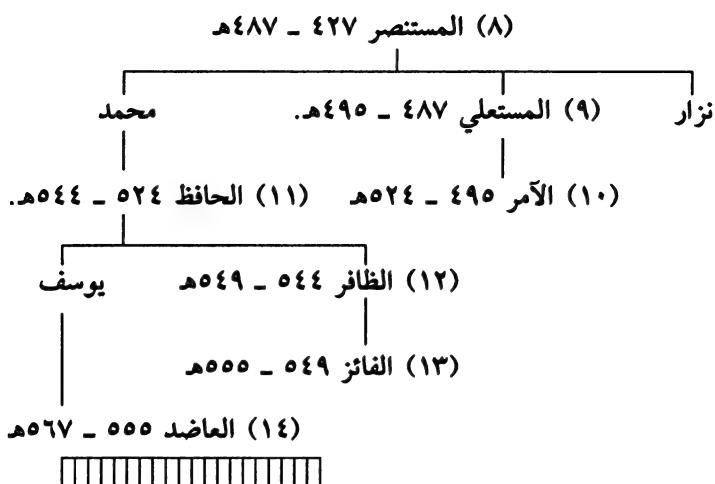 (٨) المستنصر ٤٢٧ ـ ٤٨٧هـ
نزار (٩) المستعلي ٤٨٧ ـ ٤٩٥هـ. محمد
(١٠) الآمر ٤٩٥ ـ ٥٢٤هـ (١١) الحافظ ٥٢٤ ـ ٥٤٤هـ.
(١٢) الظافر ٥٤٤ ـ ٥٤٩هـ يوسف
(١٣) الفائز ٥٤٩ ـ ٥٥٥هـ
(١٤) العاضد ٥٥٥ ـ ٥٦٧هـ